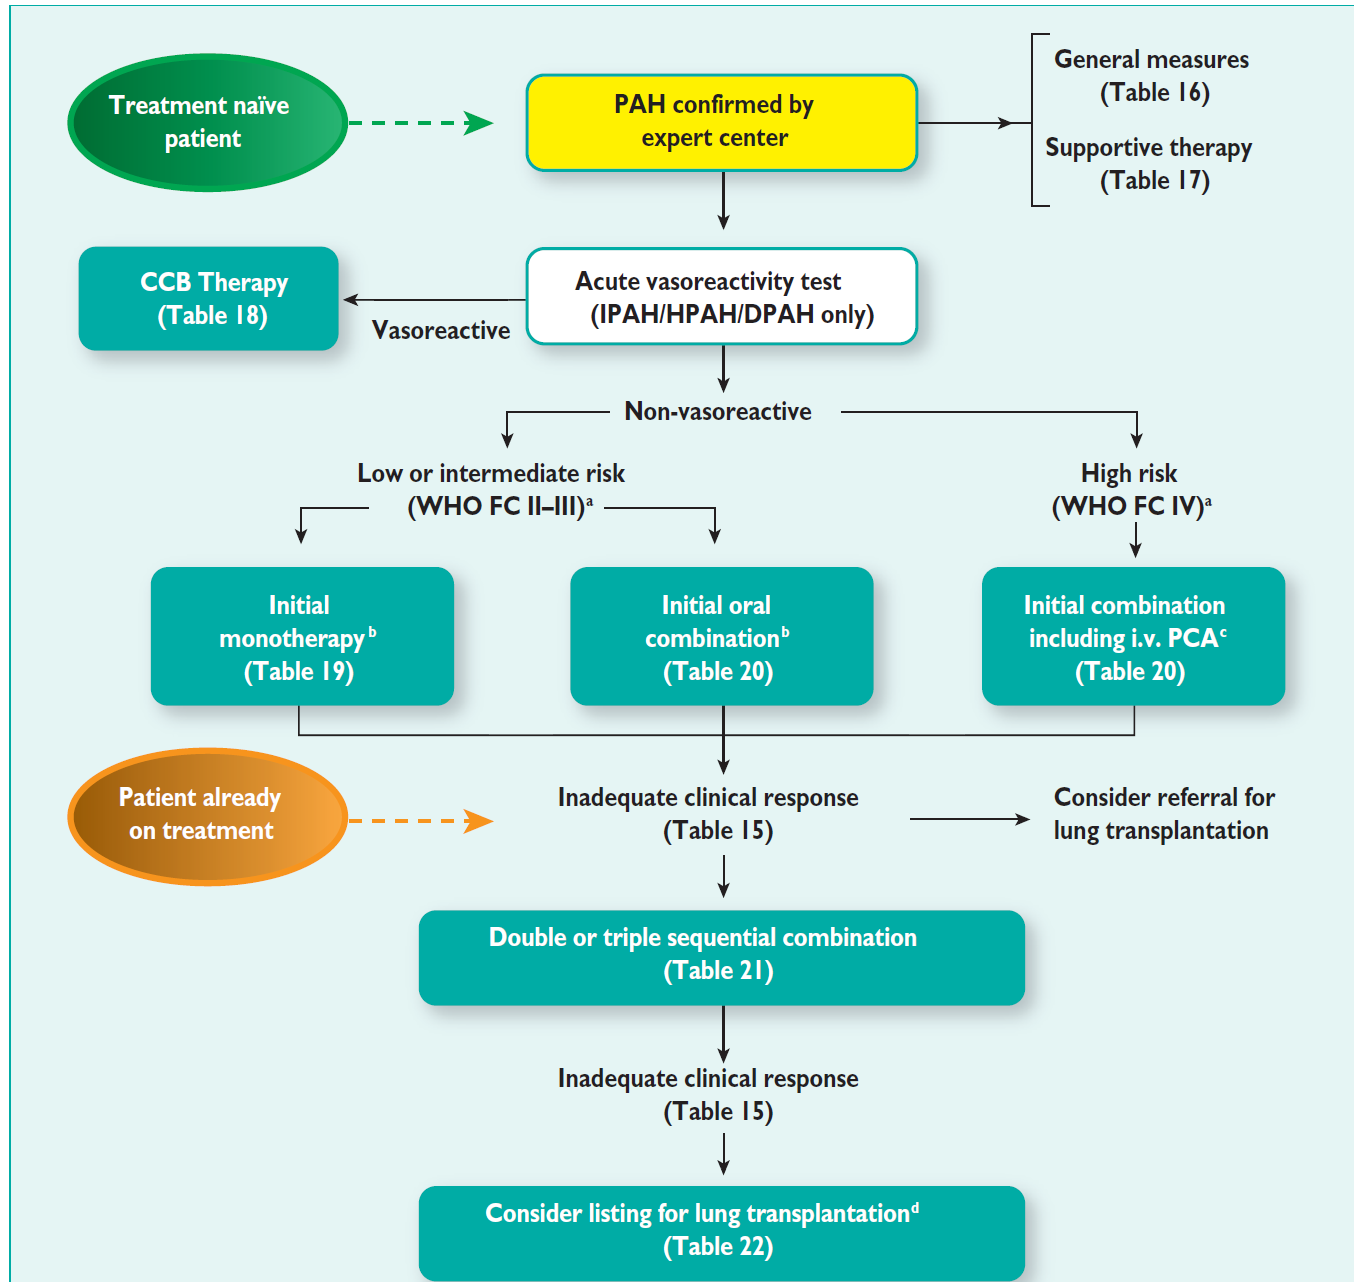 Treatment naïve
patient
PAH confirmed by
expert center
General measures
(Table 16)
Supportive therapy
(Table 17)
CCB Therapy
(Table 18)
Vasoreactive
Acute vasoreactivity test
(IPAH/HPAH/DPAH only)
Non-vasoreactive
Low or intermediate risk
(WHO FC II–III)ᵃ
High risk
(WHO FC IV)ᵃ
Initial
monotherapyᵇ
(Table 19)
Initial oral
combinationᵇ
(Table 20)
Initial combination
including i.v. PCAᶜ
(Table 20)
Patient already
on treatment
Inadequate clinical response
(Table 15)
Consider referral for
lung transplantation
Double or triple sequential combination
(Table 21)
Inadequate clinical response
(Table 15)
Consider listing for lung transplantationᵈ
(Table 22)